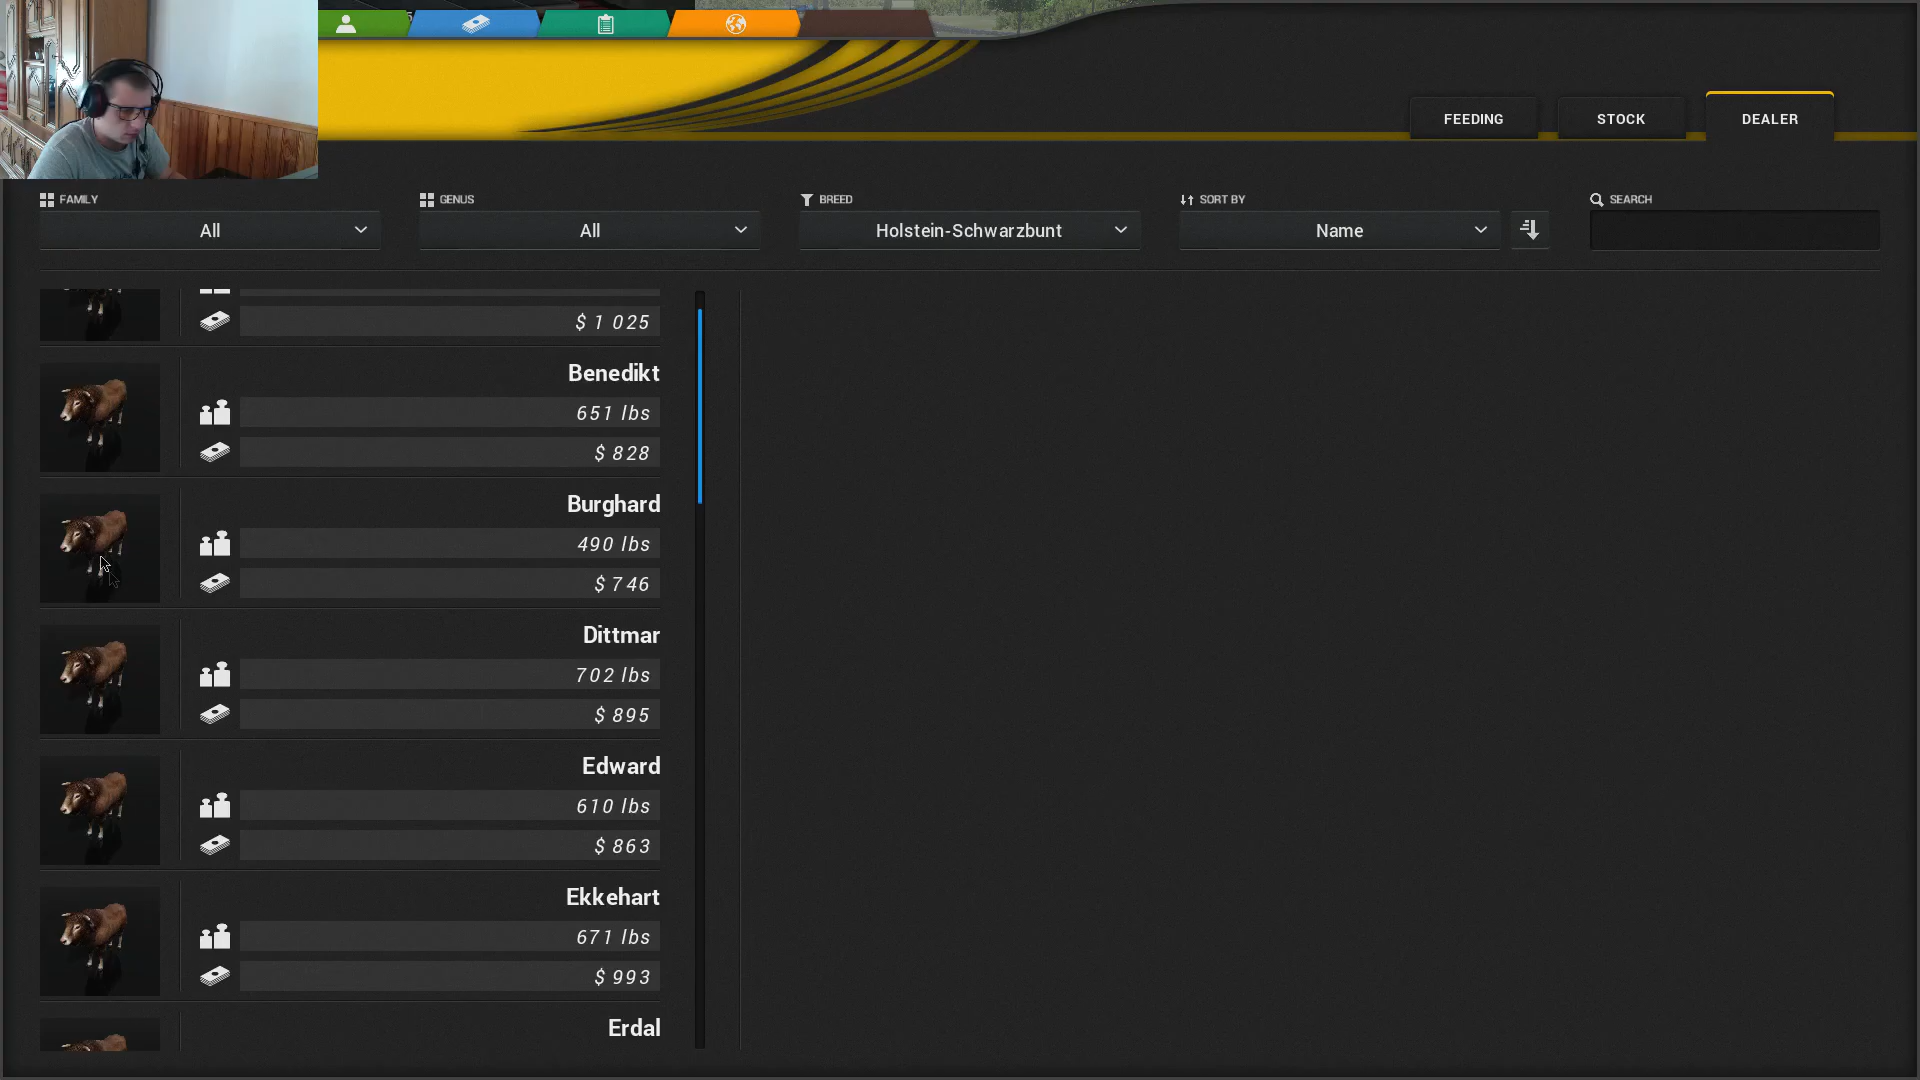 FEEDING
STOCK
DEALER
FAMILY
GENUS
BREED
SORT BY
SEARCH
All
All
Holstein-Schwarzbunt
Name
$ 1 025
Benedikt
651 lbs
$ 828
Burghard
490 lbs
$ 746
Dittmar
702 lbs
$ 895
Edward
610 lbs
$ 863
Ekkehart
671 lbs
$ 993
Erdal